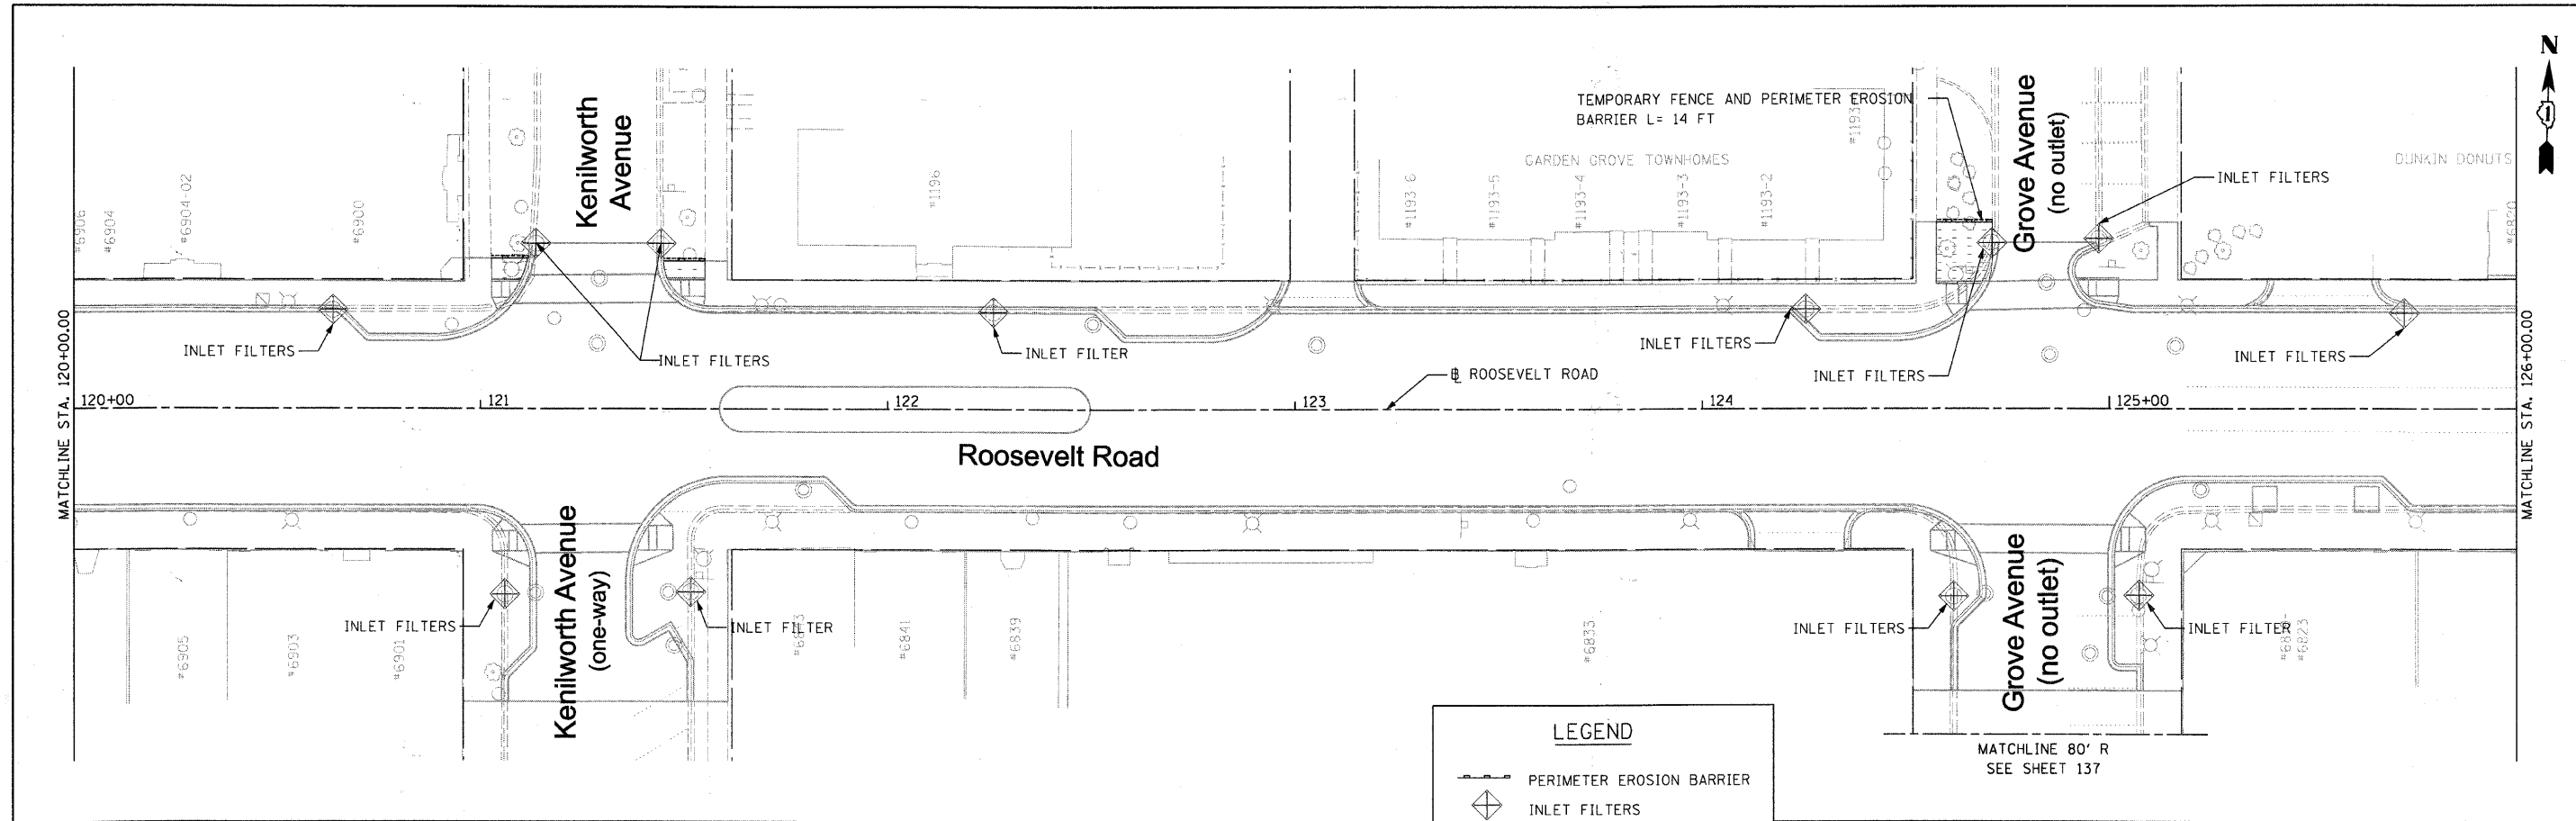 N
1
MATCHLINE STA. 120+00.00
MATCHLINE STA. 126+00.00
Kenilworth
Avenue
Grove Avenue
(no outlet)
TEMPORARY FENCE AND PERIMETER EROSION
BARRIER L= 14 FT
GARDEN GROVE TOWNHOMES
DUNKIN DONUTS
#6906
#6904
#6904-02
#6900
#1196
#1193 6
#1193-5
#1193-4
#1193-3
#1193-2
#6820
INLET FILTERS
INLET FILTERS
INLET FILTERS
INLET FILTER
INLET FILTERS
INLET FILTERS
INLET FILTERS
℄ ROOSEVELT ROAD
120+00
121
122
123
124
125+00
Roosevelt Road
Kenilworth Avenue
(one-way)
Grove Avenue
(no outlet)
INLET FILTERS
INLET FILTER
INLET FILTERS
INLET FILTER
#6905
#6903
#6901
#6841
#6839
#6833
#6823
MATCHLINE 80' R
SEE SHEET 137
LEGEND
PERIMETER EROSION BARRIER
INLET FILTERS